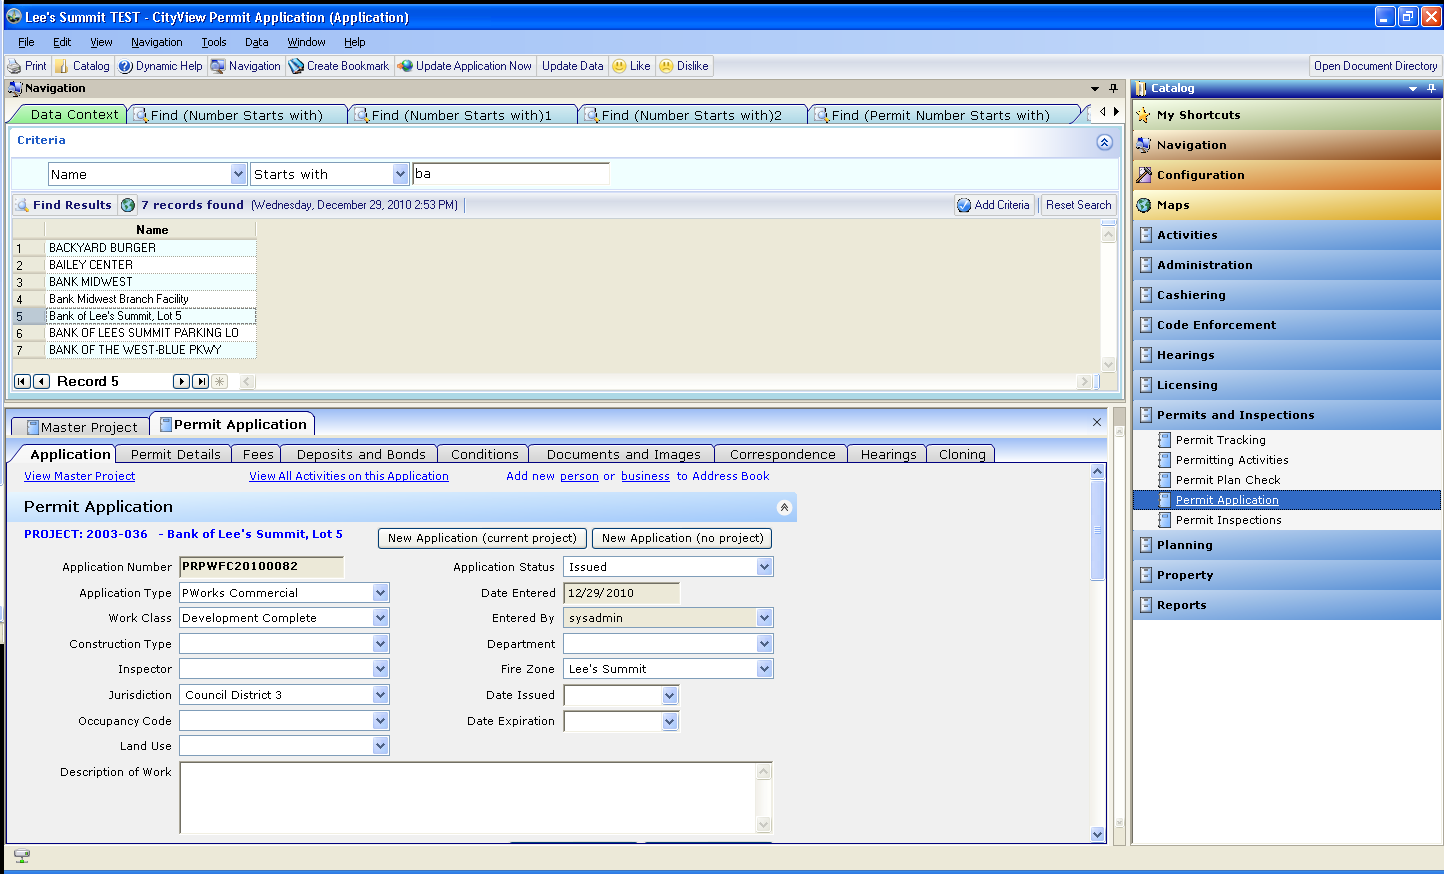 Lee's Summit TEST - CityView Permit Application (Application)
File Edit View Navigation Tools Data Window Help
Print Catalog Dynamic Help Navigation Create Bookmark Update Application Now Update Data Like Dislike Open Document Directory
Navigation
Data Context Find (Number Starts with) Find (Number Starts with)1 Find (Number Starts with)2 Find (Permit Number Starts with)
Criteria
Name Starts with ba
Find Results 7 records found (Wednesday, December 29, 2010 2:53 PM) Add Criteria Reset Search
Name
1 BACKYARD BURGER
2 BAILEY CENTER
3 BANK MIDWEST
4 Bank Midwest Branch Facility
5 Bank of Lee's Summit, Lot 5
6 BANK OF LEES SUMMIT PARKING LO
7 BANK OF THE WEST-BLUE PKWY
Record 5
Master Project Permit Application
Application Permit Details Fees Deposits and Bonds Conditions Documents and Images Correspondence Hearings Cloning
View Master Project View All Activities on this Application Add new person or business to Address Book
Permit Application
PROJECT: 2003-036 - Bank of Lee's Summit, Lot 5 New Application (current project) New Application (no project)
Application Number PRPWFC20100082 Application Status Issued
Application Type PWorks Commercial Date Entered 12/29/2010
Work Class Development Complete Entered By sysadmin
Construction Type Department
Inspector Fire Zone Lee's Summit
Jurisdiction Council District 3 Date Issued
Occupancy Code Date Expiration
Land Use
Description of Work
Catalog
My Shortcuts
Navigation
Configuration
Maps
Activities
Administration
Cashiering
Code Enforcement
Hearings
Licensing
Permits and Inspections
Permit Tracking
Permitting Activities
Permit Plan Check
Permit Application
Permit Inspections
Planning
Property
Reports